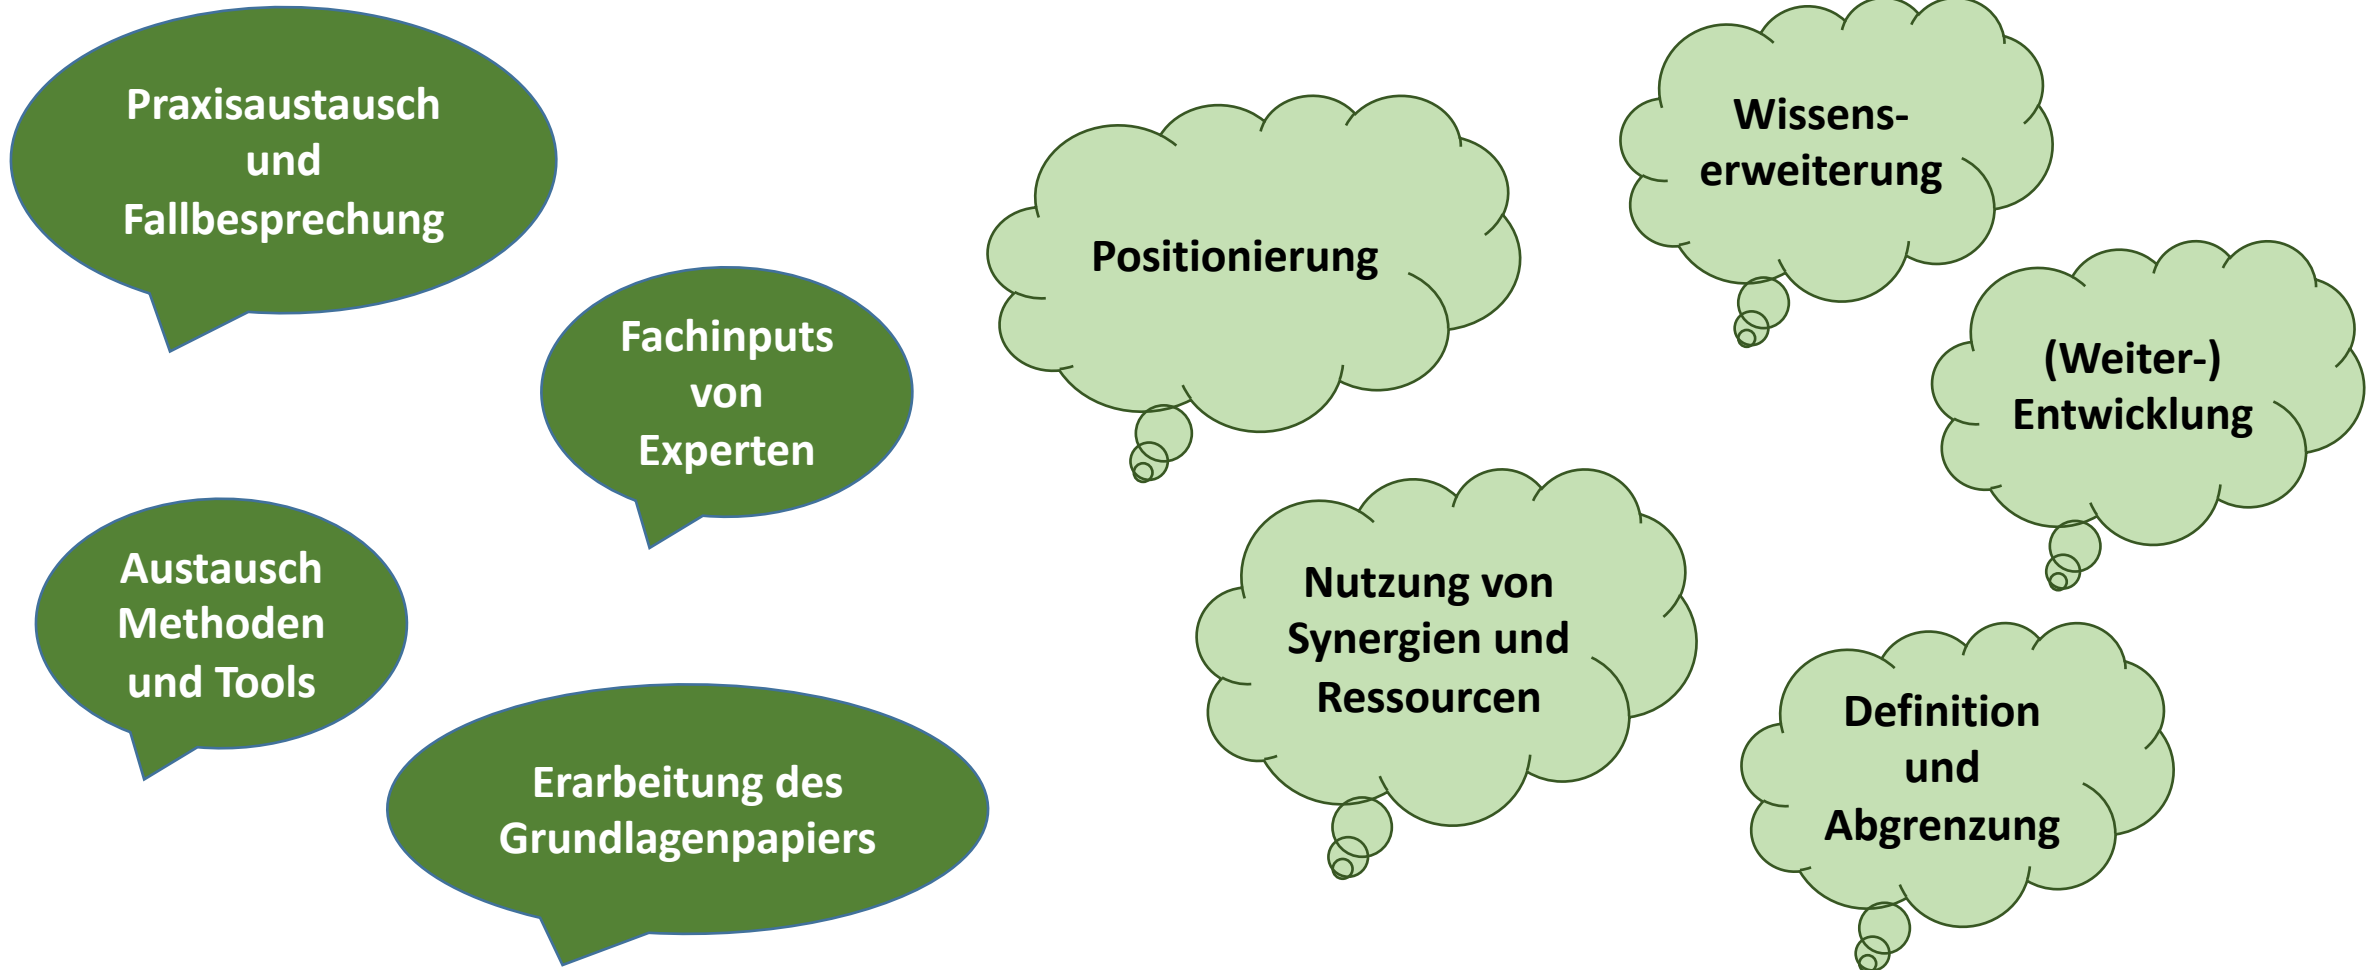 Praxisaustausch
und
Fallbesprechung
Fachinputs
von
Experten
Austausch
Methoden
und Tools
Erarbeitung des
Grundlagenpapiers
Positionierung
Wissens-
erweiterung
(Weiter-)
Entwicklung
Nutzung von
Synergien und
Ressourcen
Definition
und
Abgrenzung